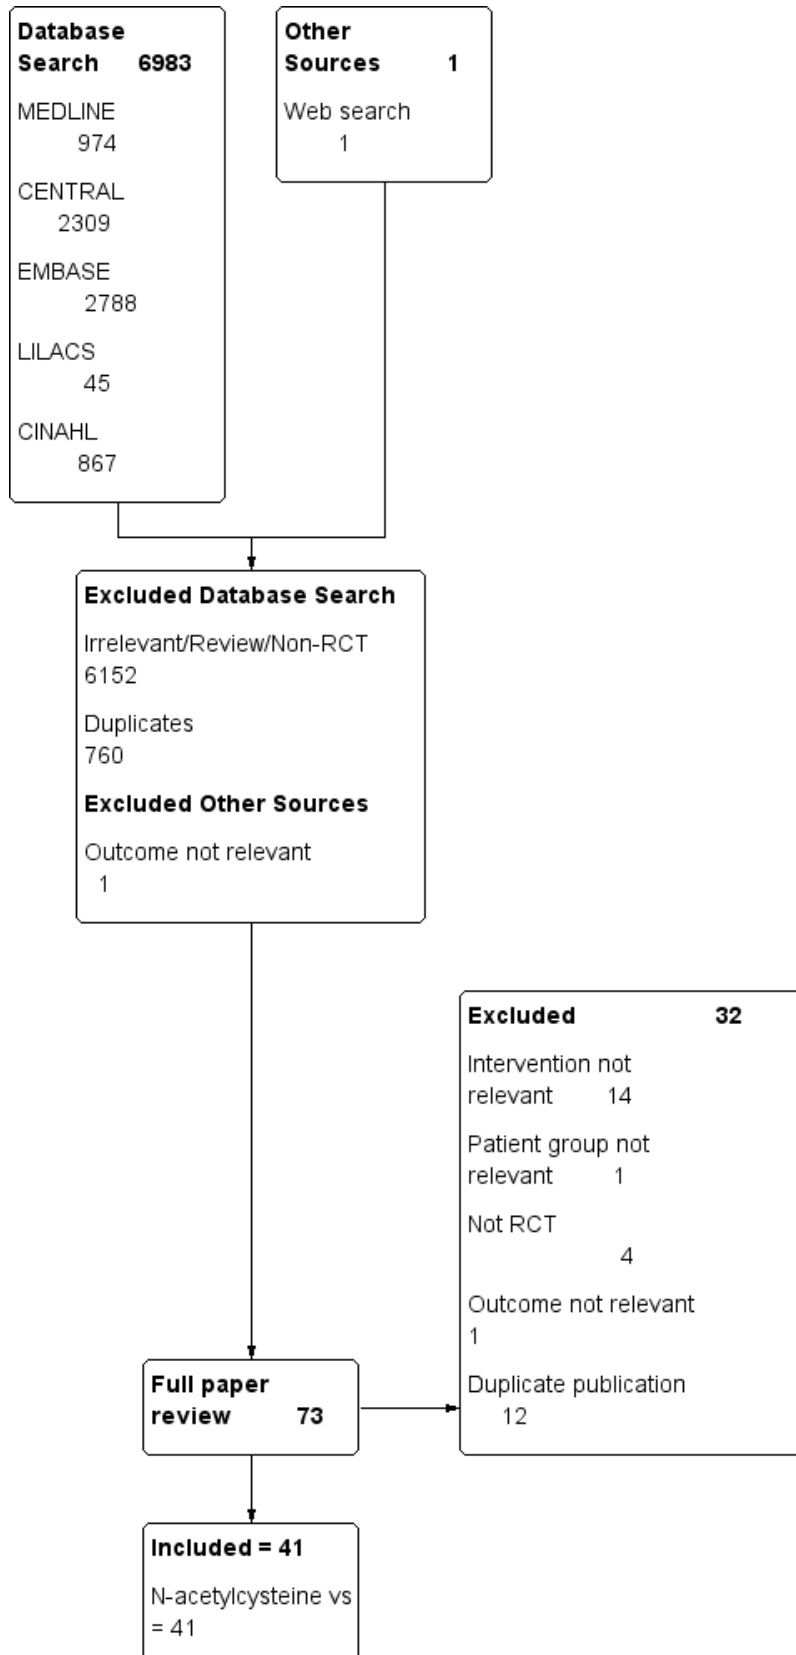 Database
Search 6983
MEDLINE
974
CENTRAL
2309
EMBASE
2788
LILACS
45
CINAHL
867
Other
Sources 1
Web search
1
Excluded Database Search
Irrelevant/Review/Non-RCT
6152
Duplicates
760
Excluded Other Sources
Outcome not relevant
1
Excluded 32
Intervention not
relevant 14
Patient group not
relevant 1
Not RCT
4
Outcome not relevant
1
Duplicate publication
12
Full paper
review 73
Included = 41
N-acetylcysteine vs
= 41